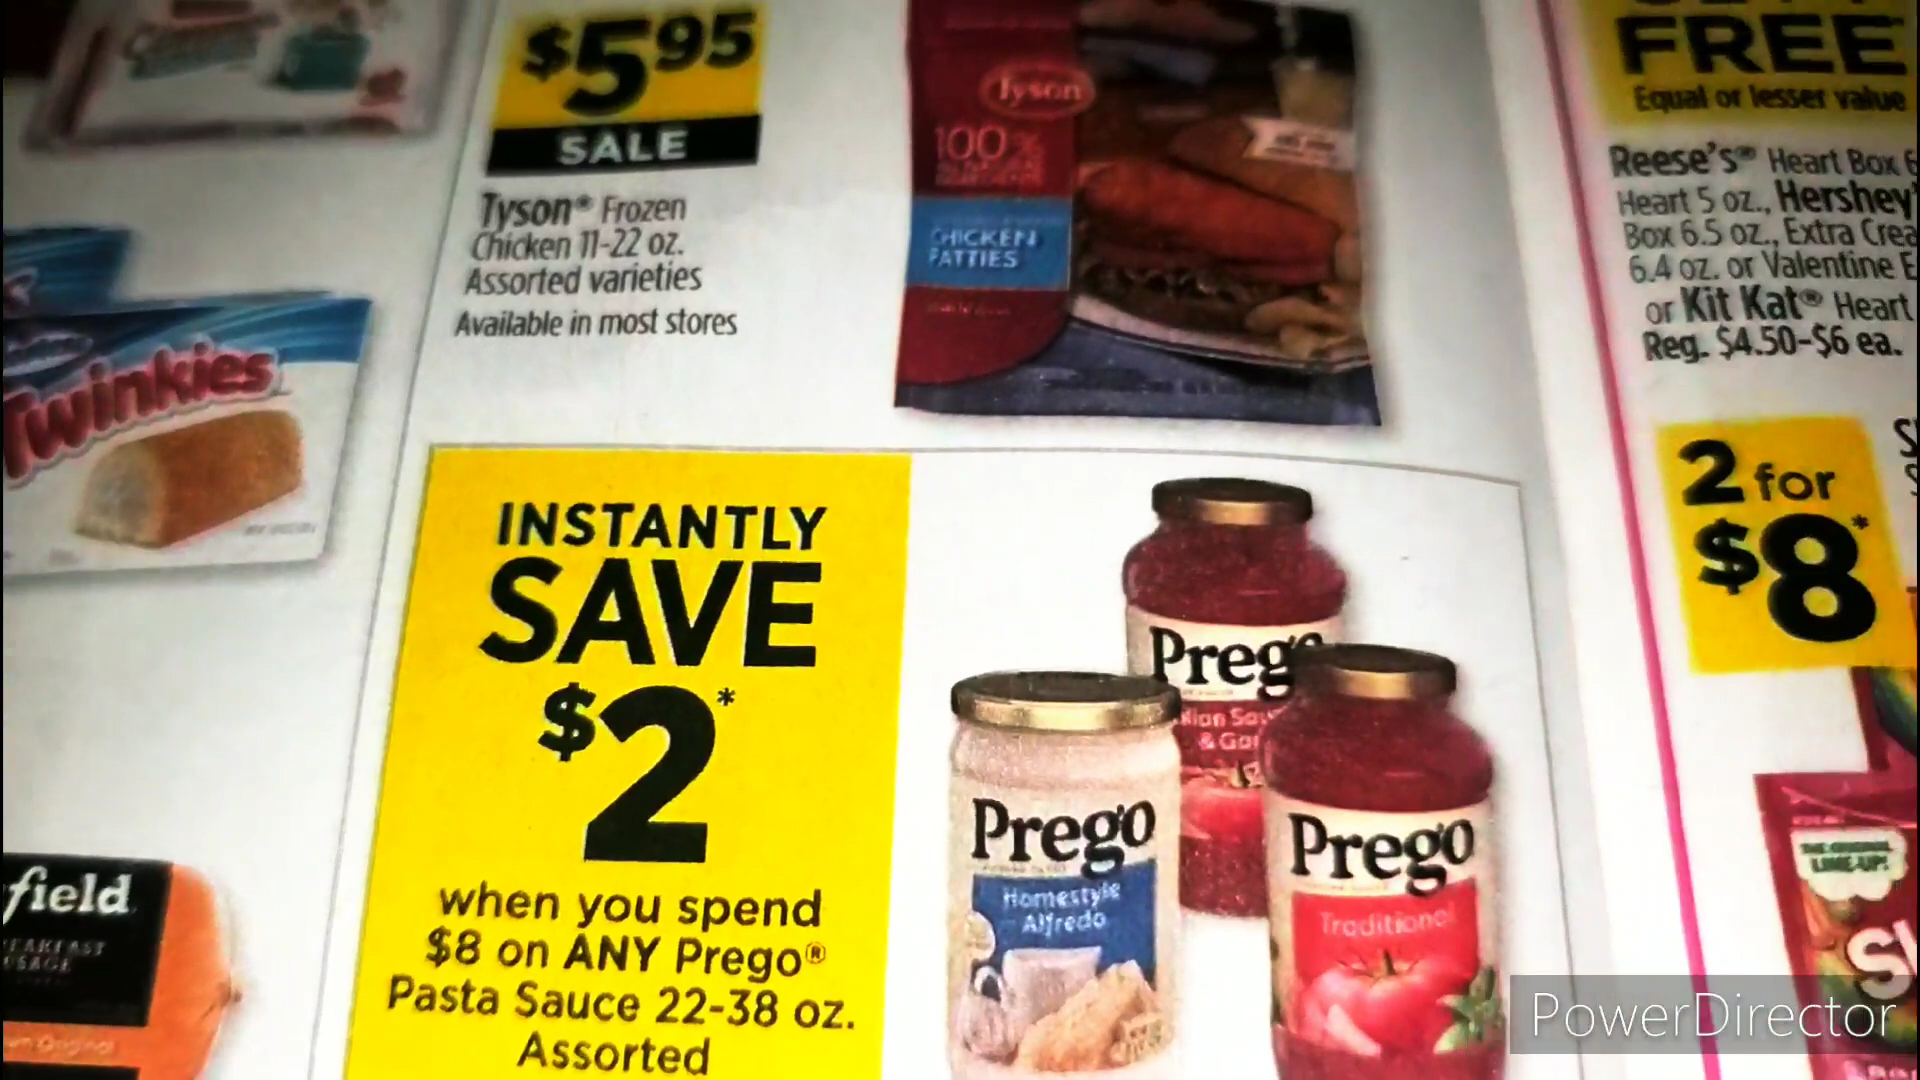 $5.95
SALE
Tyson® Frozen
Chicken 11-22 oz.
Assorted varieties
Available in most stores
Tyson
100%
CHICKEN
PATTIES
Twinkies
field
INSTANTLY
SAVE
$2*
when you spend
$8 on ANY Prego®
Pasta Sauce 22-38 oz.
Assorted
Prego
& Ga
Prego
Homestyle
Alfredo
Prego
Traditional
FREE*
Equal or lesser value
Reese's® Heart Box 6
Heart 5 oz., Hershey'
Box 6.5 oz., Extra Crea
6.4 oz. or Valentine E
or Kit Kat® Heart
Reg. $4.50-$6 ea.
2 for
$8*
LIME-UP!
PowerDirector